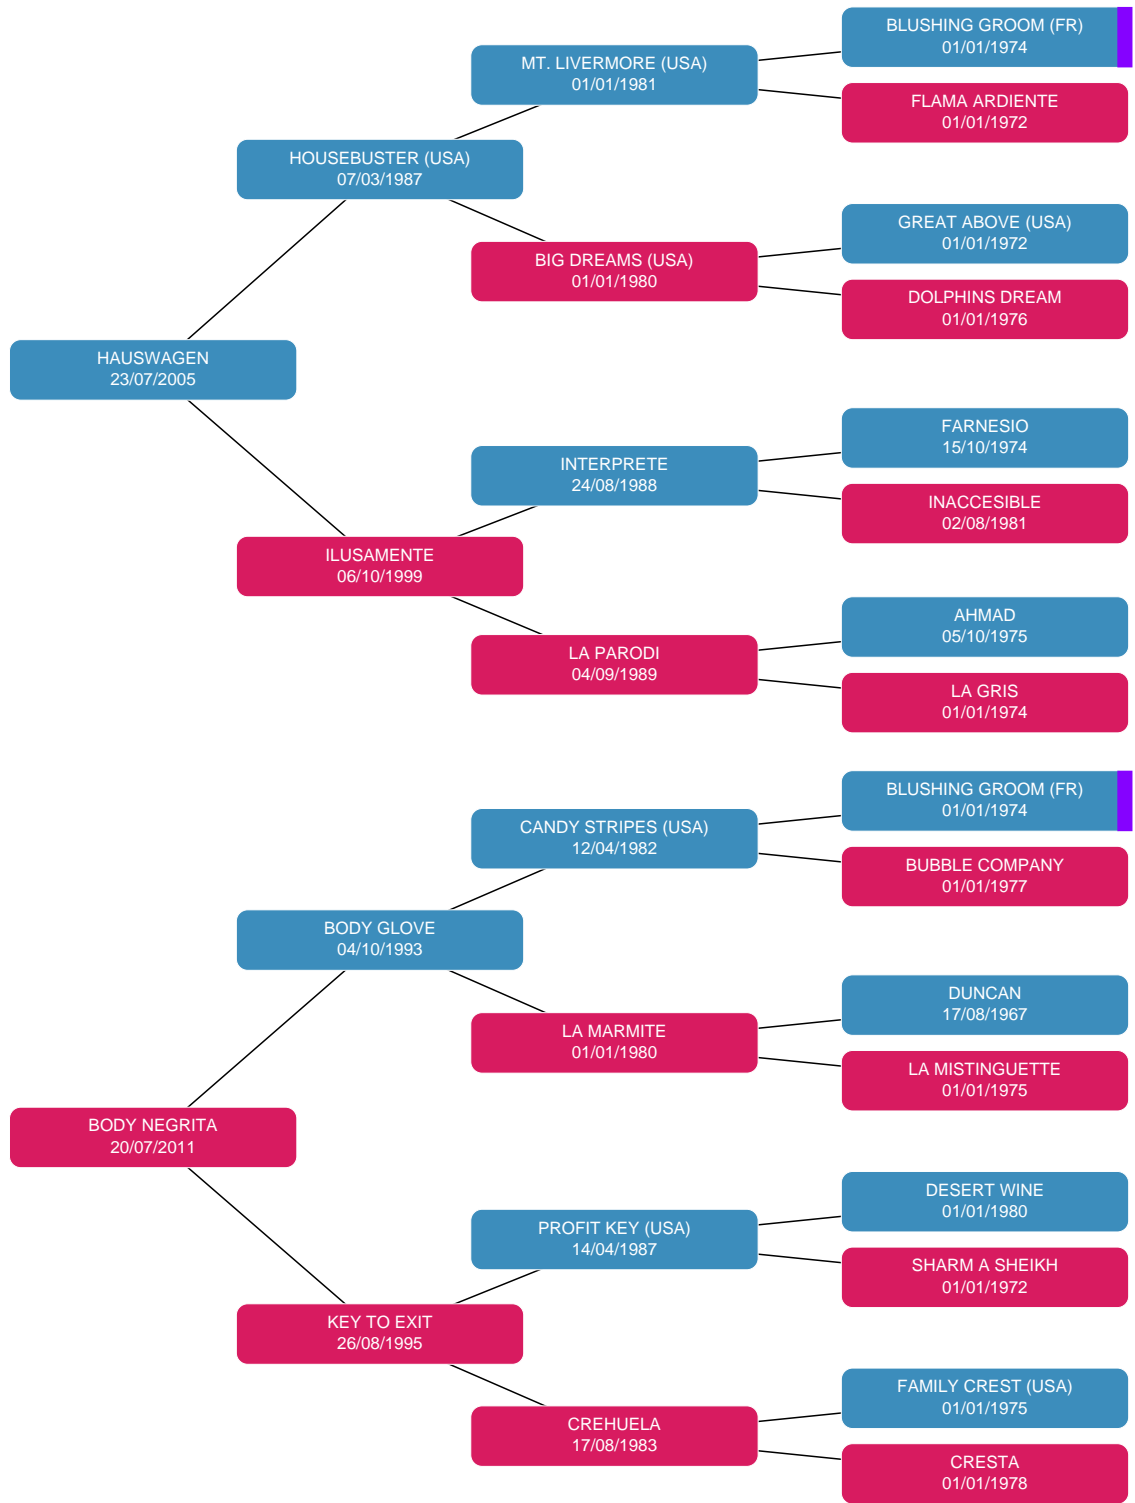 BLUSHING GROOM (FR)
01/01/1974
MT. LIVERMORE (USA)
01/01/1981
FLAMA ARDIENTE
01/01/1972
HOUSEBUSTER (USA)
07/03/1987
GREAT ABOVE (USA)
01/01/1972
BIG DREAMS (USA)
01/01/1980
DOLPHINS DREAM
01/01/1976
HAUSWAGEN
23/07/2005
FARNESIO
15/10/1974
INTERPRETE
24/08/1988
INACCESIBLE
02/08/1981
ILUSAMENTE
06/10/1999
AHMAD
05/10/1975
LA PARODI
04/09/1989
LA GRIS
01/01/1974
BLUSHING GROOM (FR)
01/01/1974
CANDY STRIPES (USA)
12/04/1982
BUBBLE COMPANY
01/01/1977
BODY GLOVE
04/10/1993
DUNCAN
17/08/1967
LA MARMITE
01/01/1980
LA MISTINGUETTE
01/01/1975
BODY NEGRITA
20/07/2011
DESERT WINE
01/01/1980
PROFIT KEY (USA)
14/04/1987
SHARM A SHEIKH
01/01/1972
KEY TO EXIT
26/08/1995
FAMILY CREST (USA)
01/01/1975
CREHUELA
17/08/1983
CRESTA
01/01/1978